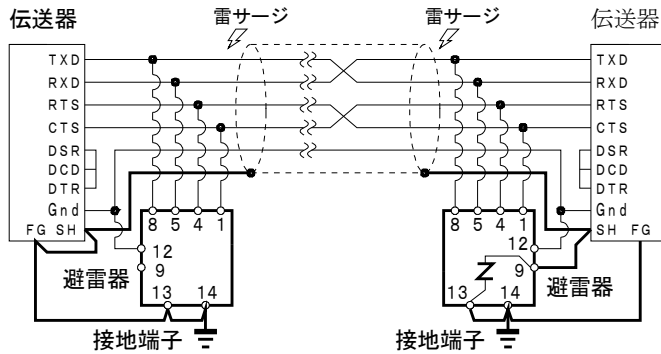 伝送器
雷サージ
雷サージ
伝送器
TXD
TXD
RXD
RXD
RTS
RTS
CTS
CTS
DSR
DSR
DCD
DCD
DTR
DTR
Gnd
Gnd
FG SH
8 5 4 1
8 5 4 1
SH FG
12
12
9
9
避雷器
Z
避雷器
13 14
13 14
接地端子
接地端子